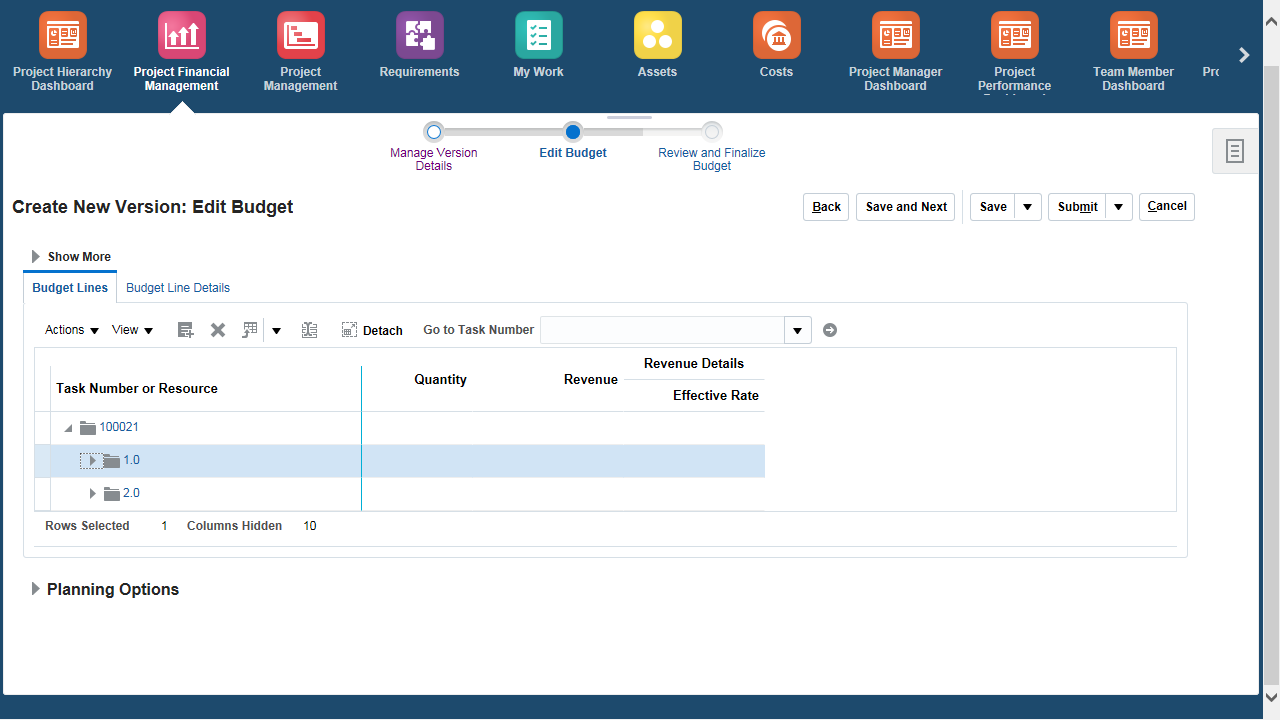 Project Hierarchy Dashboard
Project Financial Management
Project Management
Requirements
My Work
Assets
Costs
Project Manager Dashboard
Project Performance
Team Member Dashboard
Manage Version Details
Edit Budget
Review and Finalize Budget
Create New Version: Edit Budget
Back
Save and Next
Save
Submit
Cancel
Show More
Budget Lines
Budget Line Details
Actions
View
Detach
Go to Task Number
Task Number or Resource
Quantity
Revenue
Revenue Details
Effective Rate
100021
1.0
2.0
Rows Selected 1 Columns Hidden 10
Planning Options